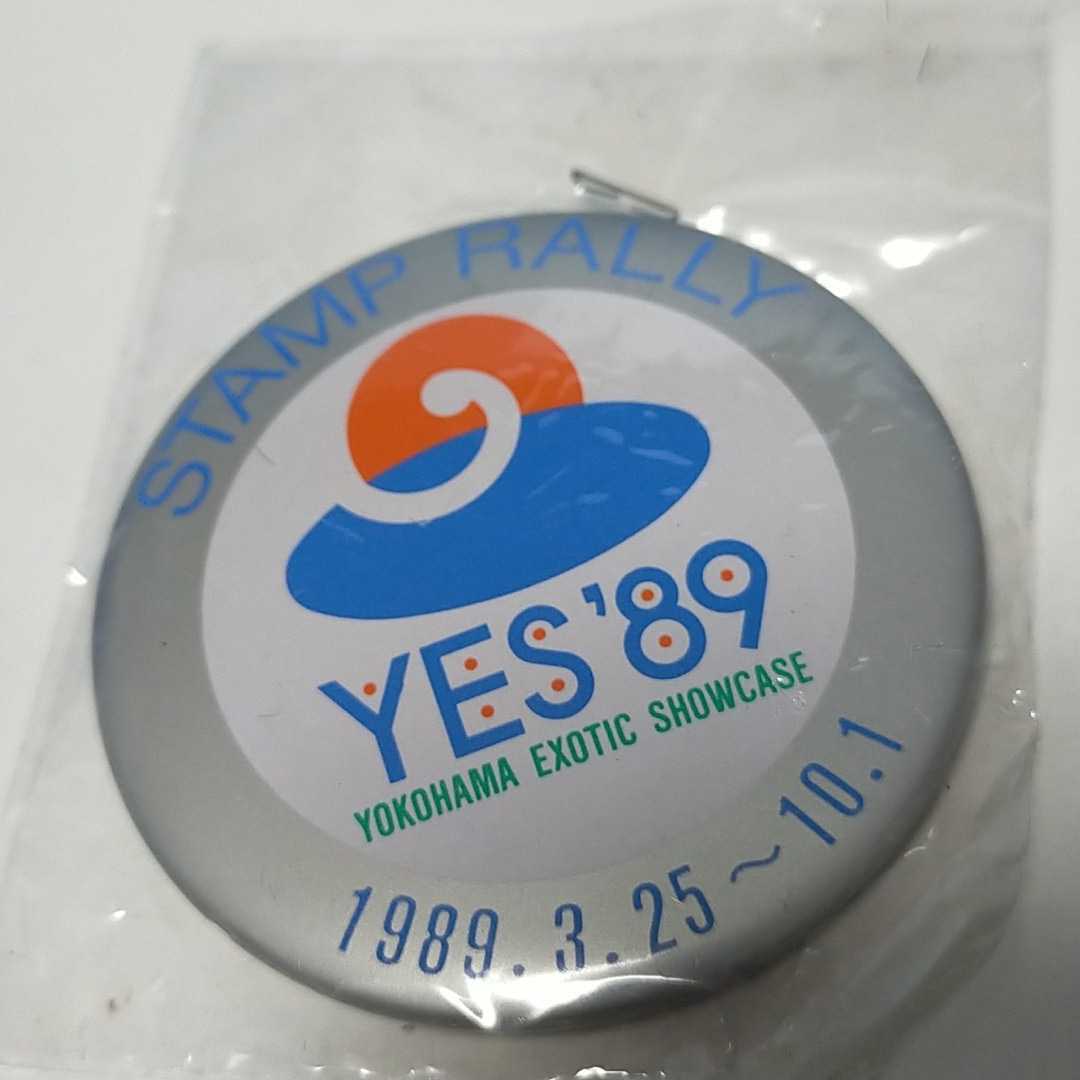 STAMP RALLY
YES'89
YOKOHAMA EXOTIC SHOWCASE
1989.3.25～10.1